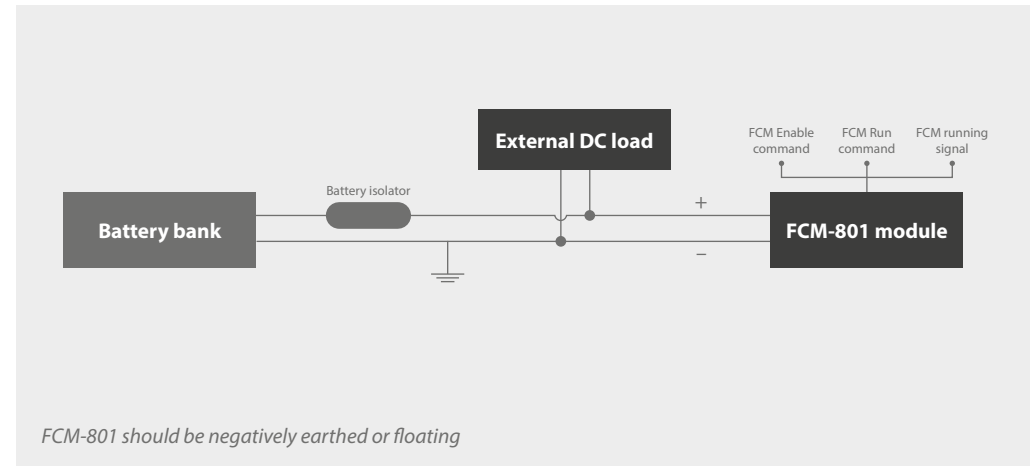 External DC load
FCM Enable
command
FCM Run
command
FCM running
signal
Battery isolator
Battery bank
+
−
FCM-801 module
FCM-801 should be negatively earthed or floating